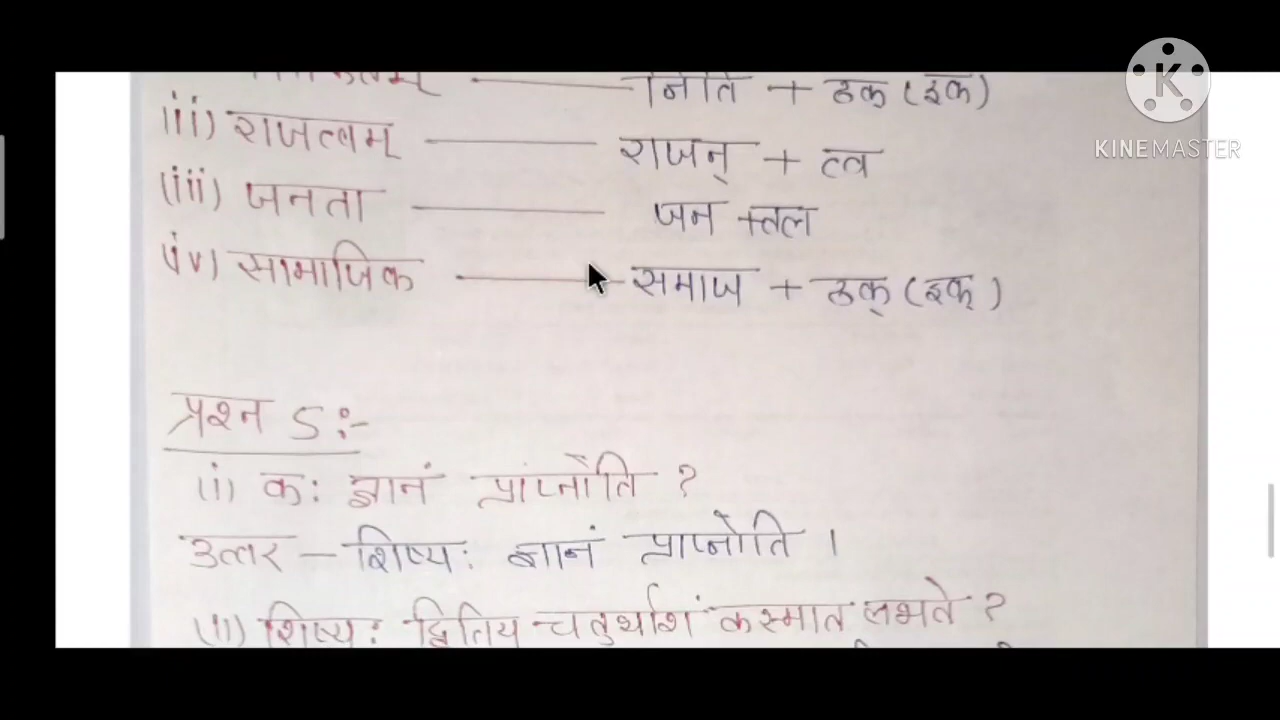 निति + ठक् (इक)
iii) राजत्वम् राजन् + त्व
(iii) जनता जन +तल
iv) सामाजिक समाज + ठक् (इक्)
प्रश्न 5:-
(i) कः ज्ञानं प्राप्नोति ?
उत्तर – शिष्यः ज्ञानं प्राप्नोति ।
(ii) शिष्यः द्वितिय चतुर्थाशं कस्मात लभते ?
K
KINEMASTER